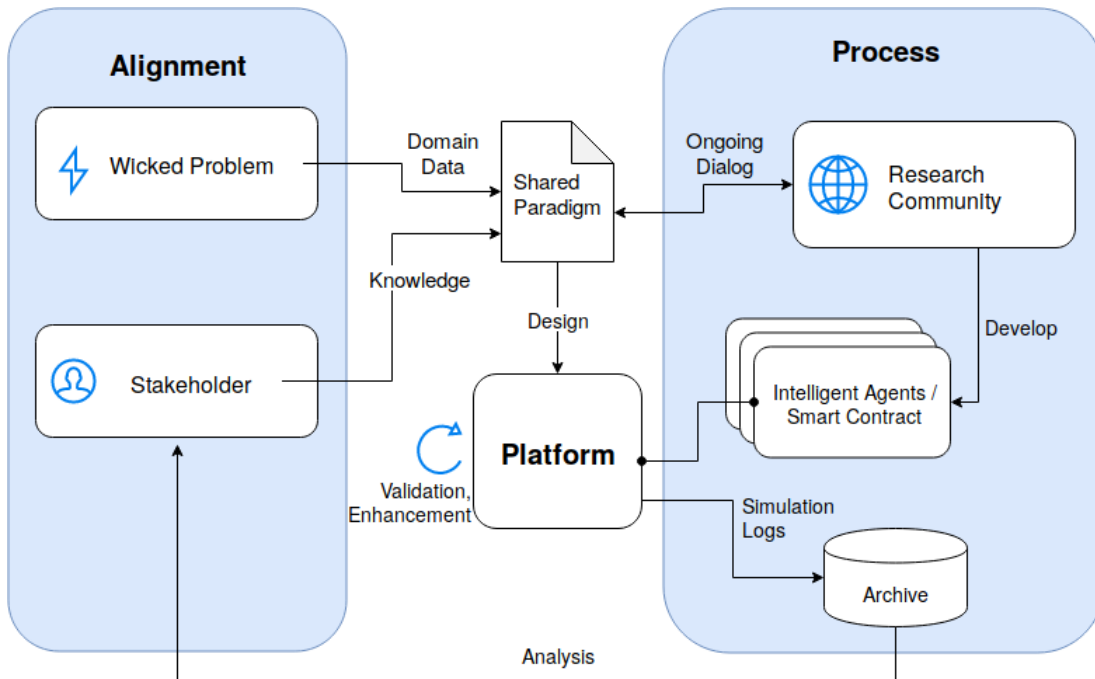 Alignment
Process
Wicked Problem
Domain
Data
Shared
Paradigm
Ongoing
Dialog
Research
Community
Knowledge
Design
Develop
Stakeholder
Intelligent Agents /
Smart Contract
Platform
Validation,
Enhancement
Simulation
Logs
Archive
Analysis